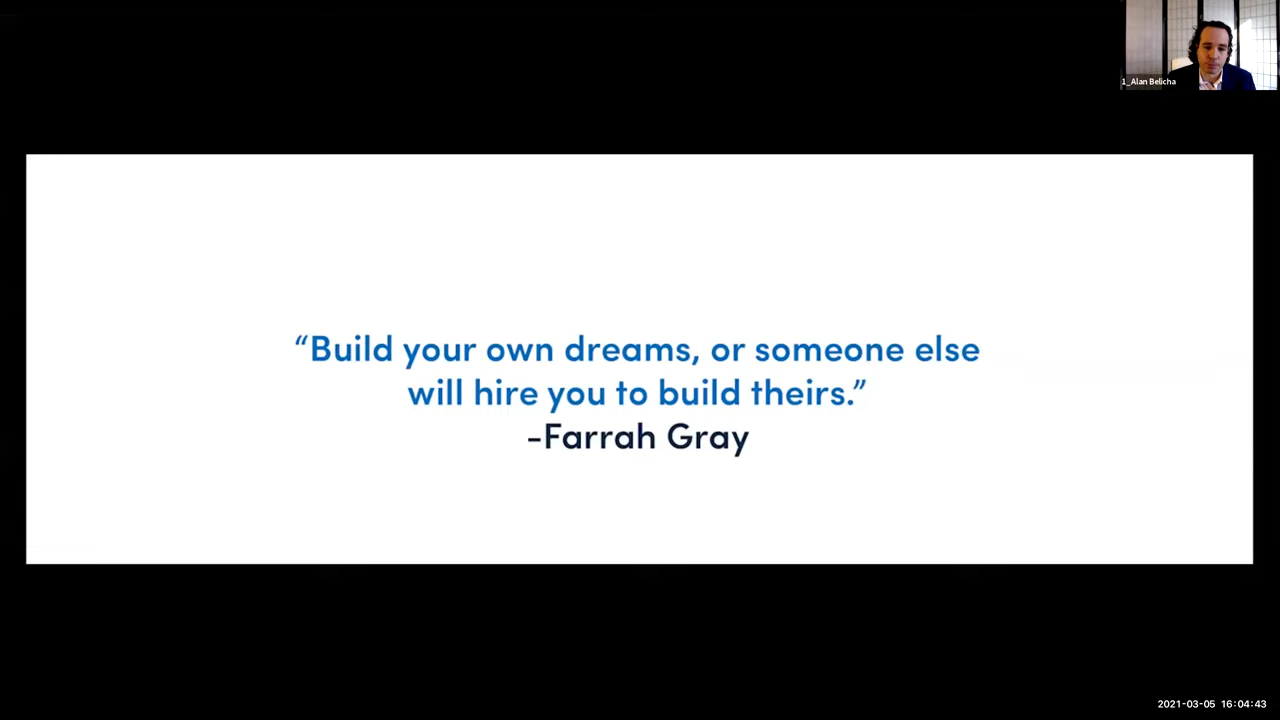 1_Alan Belicha
“Build your own dreams, or someone else
will hire you to build theirs.”
-Farrah Gray
2021-03-05 16:04:43